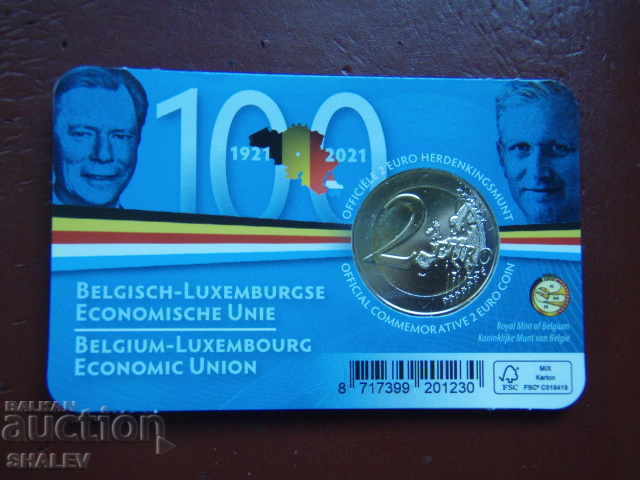 100
1921 2021
OFFICIËLE 2 EURO HERDENKINGSMUNT
2 EURO
OFFICIAL COMMEMORATIVE 2 EURO COIN
BELGISCH-LUXEMBURGSE
ECONOMISCHE UNIE
BELGIUM-LUXEMBOURG
ECONOMIC UNION
Royal Mint of Belgium
Koninklijke Munt van België
8 717399 201230
FSC
MIX
Karton
FSC® C019419
BALKAN
auction
SHALEV